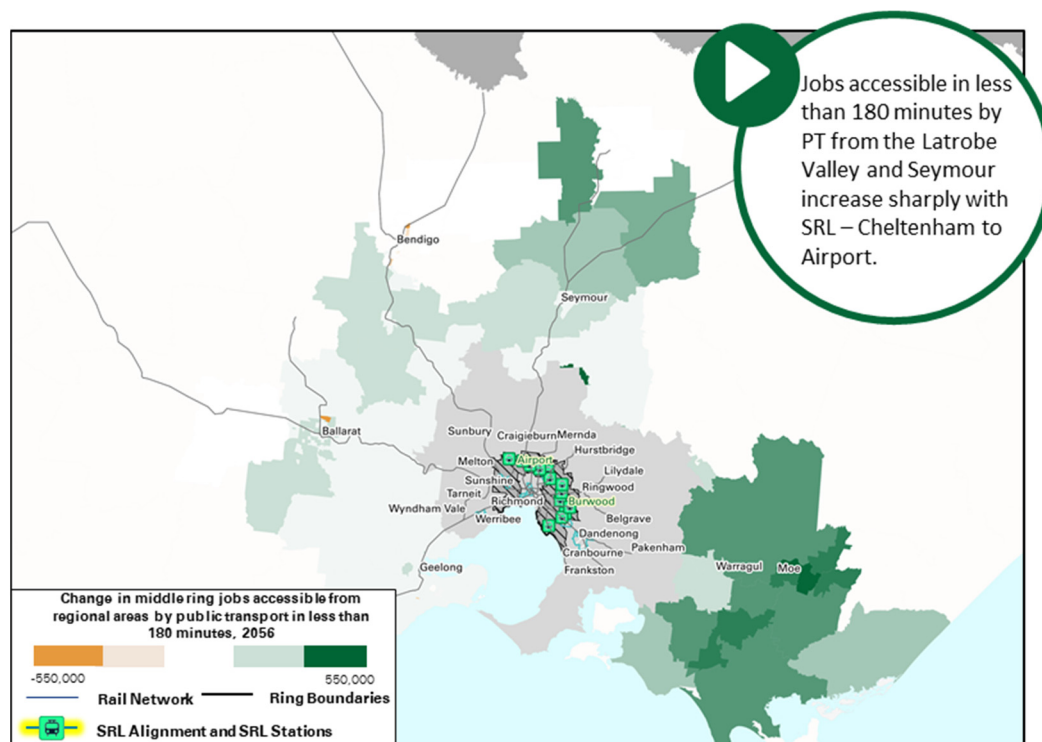 Jobs accessible in less
than 180 minutes by
PT from the Latrobe
Valley and Seymour
increase sharply with
SRL – Cheltenham to
Airport.
Bendigo
Seymour
Ballarat
Sunbury
Craigieburn
Mernda
Hurstbridge
Melton
Airport
Lilydale
Sunshine
Ringwood
Tarneit
Richmond
Burwood
Wyndham Vale
Werribee
Belgrave
Dandenong
Pakenham
Cranbourne
Warragul
Moe
Geelong
Frankston
Change in middle ring jobs accessible from
regional areas by public transport in less than
180 minutes, 2056
-550,000
550,000
Rail Network
Ring Boundaries
SRL Alignment and SRL Stations